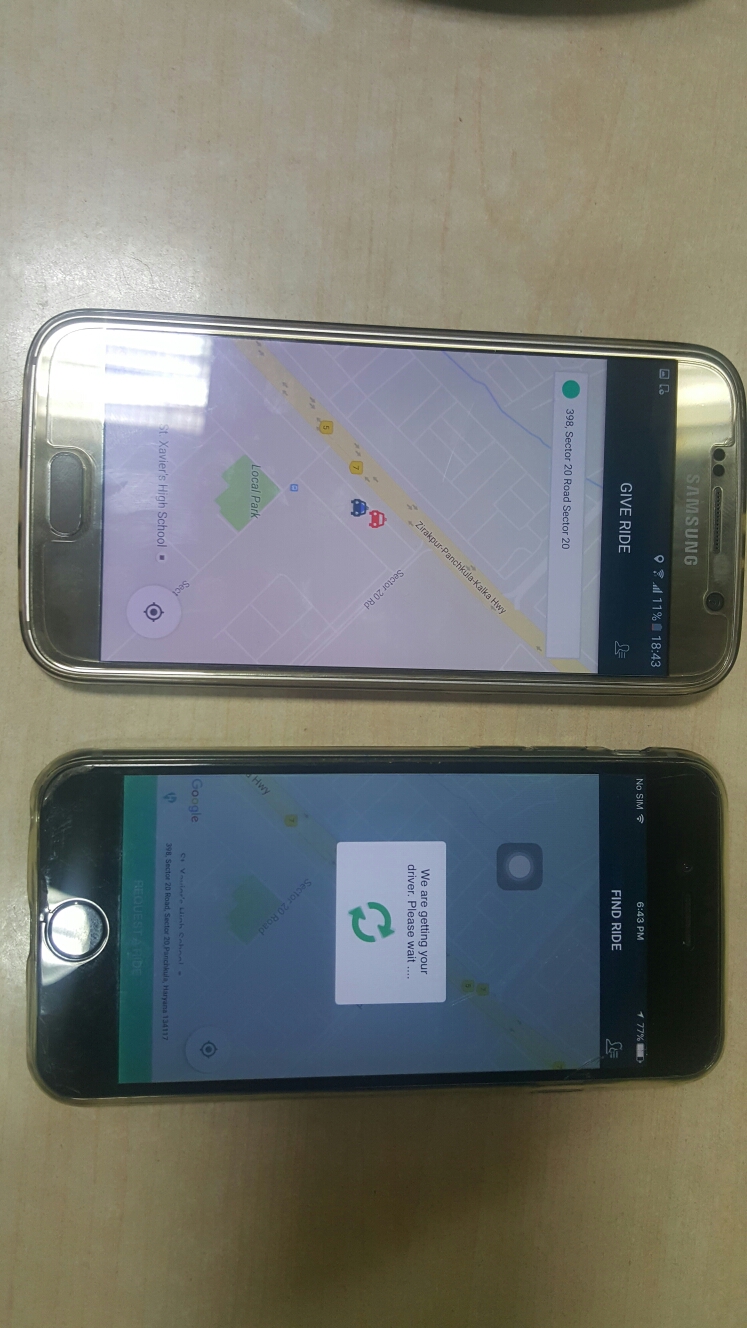 SAMSUNG
11% 18:43
GIVE RIDE
398, Sector 20 Road Sector 20
Zirakpur-Panchkula-Kalka Hwy
Sector 20 Rd
5
7
Local Park
St. Xavier's High School
Sect
No SIM 6:43 PM 77%
FIND RIDE
We are getting your
driver. Please wait ....
Hwy
Sector 20 Road
Google
398, Sector 20 Road, Sector 20, Panchkula, Haryana 134117
REQUEST A RIDE